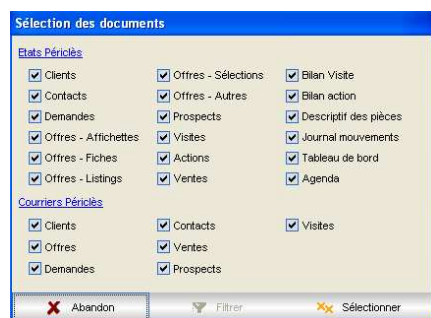 Sélection des documents
Etats Périclès
Clients Offres - Sélections Bilan Visite
Contacts Offres - Autres Bilan action
Demandes Prospects Descriptif des pièces
Offres - Affichettes Visites Journal mouvements
Offres - Fiches Actions Tableau de bord
Offres - Listings Ventes Agenda
Courriers Périclès
Clients Contacts Visites
Offres Ventes
Demandes Prospects
Abandon Filtrer Sélectionner